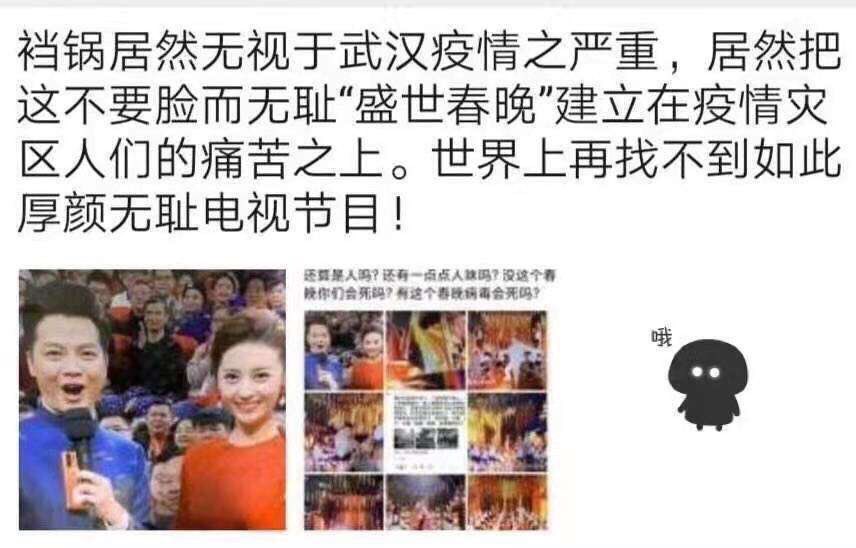 裆锅居然无视于武汉疫情之严重，居然把
这不要脸而无耻“盛世春晚”建立在疫情灾
区人们的痛苦之上。世界上再找不到如此
厚颜无耻电视节目！
还算是人吗？还有一点点人味吗？没这个春
晚你们会死吗？有这个春晚病毒会死吗？
哦